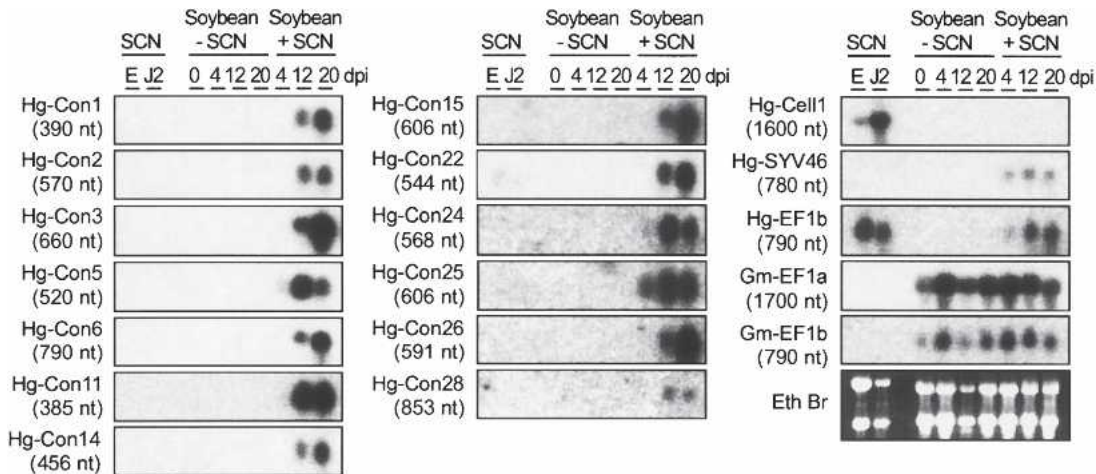 Soybean Soybean
SCN - SCN + SCN
E J2 0 4 12 20 4 12 20 dpi
Hg-Con1
(390 nt)
Hg-Con2
(570 nt)
Hg-Con3
(660 nt)
Hg-Con5
(520 nt)
Hg-Con6
(790 nt)
Hg-Con11
(385 nt)
Hg-Con14
(456 nt)
Soybean Soybean
SCN - SCN + SCN
E J2 0 4 12 20 4 12 20 dpi
Hg-Con15
(606 nt)
Hg-Con22
(544 nt)
Hg-Con24
(568 nt)
Hg-Con25
(606 nt)
Hg-Con26
(591 nt)
Hg-Con28
(853 nt)
Soybean Soybean
SCN - SCN + SCN
E J2 0 4 12 20 4 12 20 dpi
Hg-Cell1
(1600 nt)
Hg-SYV46
(780 nt)
Hg-EF1b
(790 nt)
Gm-EF1a
(1700 nt)
Gm-EF1b
(790 nt)
Eth Br